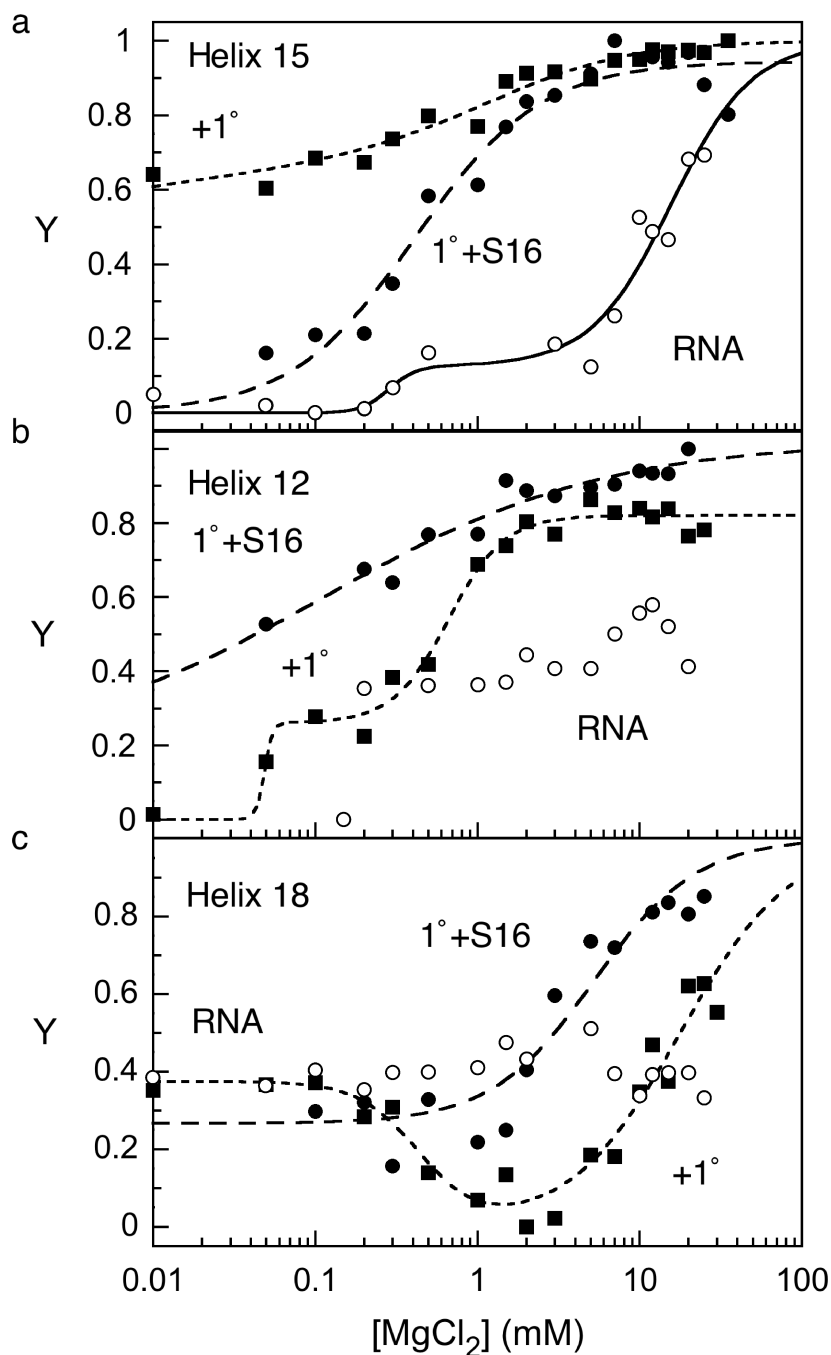 a
1
Helix 15
+1°
0.8
0.6
Y
1°+S16
0.4
RNA
0.2
0
b
Helix 12
0.8
1°+S16
0.6
Y
+1°
0.4
RNA
0.2
0
c
Helix 18
0.8
1°+S16
0.6
RNA
Y
0.4
0.2
+1°
0
0.01 0.1 1 10 100
[MgCl₂] (mM)